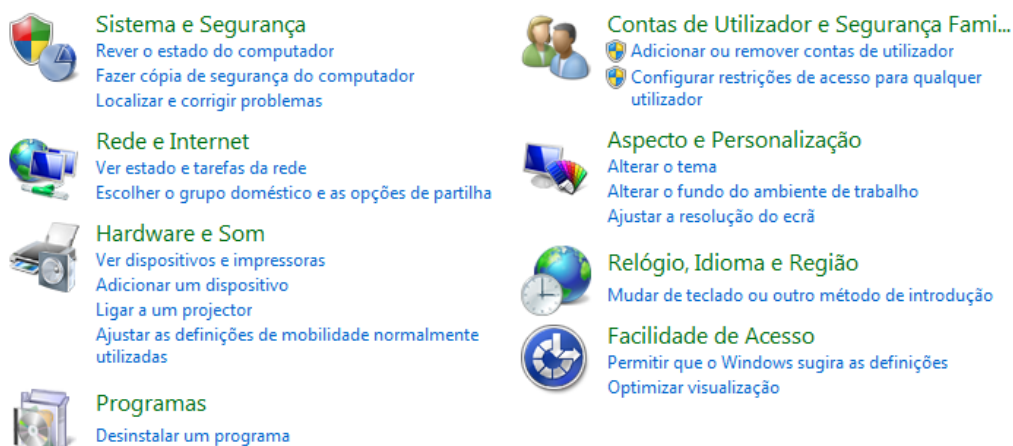 Sistema e Segurança
Rever o estado do computador
Fazer cópia de segurança do computador
Localizar e corrigir problemas
Rede e Internet
Ver estado e tarefas da rede
Escolher o grupo doméstico e as opções de partilha
Hardware e Som
Ver dispositivos e impressoras
Adicionar um dispositivo
Ligar a um projector
Ajustar as definições de mobilidade normalmente
utilizadas
Programas
Desinstalar um programa
Contas de Utilizador e Segurança Fami...
Adicionar ou remover contas de utilizador
Configurar restrições de acesso para qualquer
utilizador
Aspecto e Personalização
Alterar o tema
Alterar o fundo do ambiente de trabalho
Ajustar a resolução do ecrã
Relógio, Idioma e Região
Mudar de teclado ou outro método de introdução
Facilidade de Acesso
Permitir que o Windows sugira as definições
Optimizar visualização